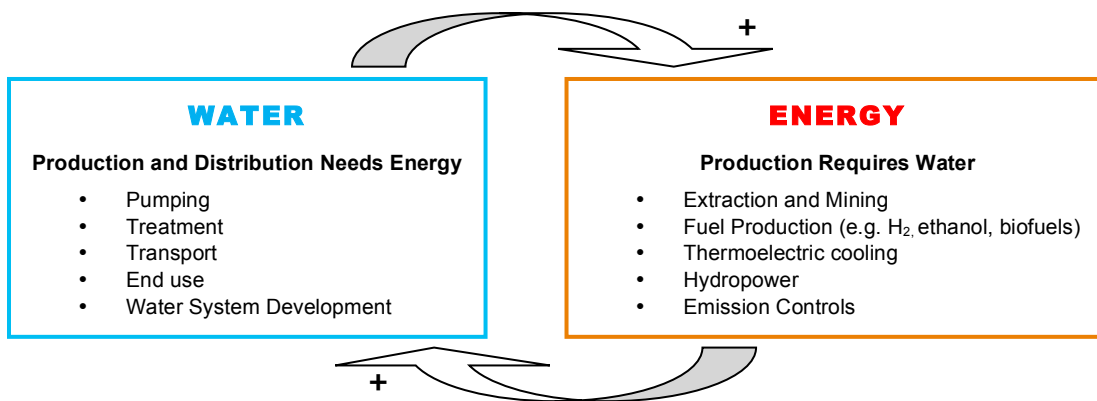 +
WATER
Production and Distribution Needs Energy
• Pumping
• Treatment
• Transport
• End use
• Water System Development
ENERGY
Production Requires Water
• Extraction and Mining
• Fuel Production (e.g. H₂, ethanol, biofuels)
• Thermoelectric cooling
• Hydropower
• Emission Controls
+